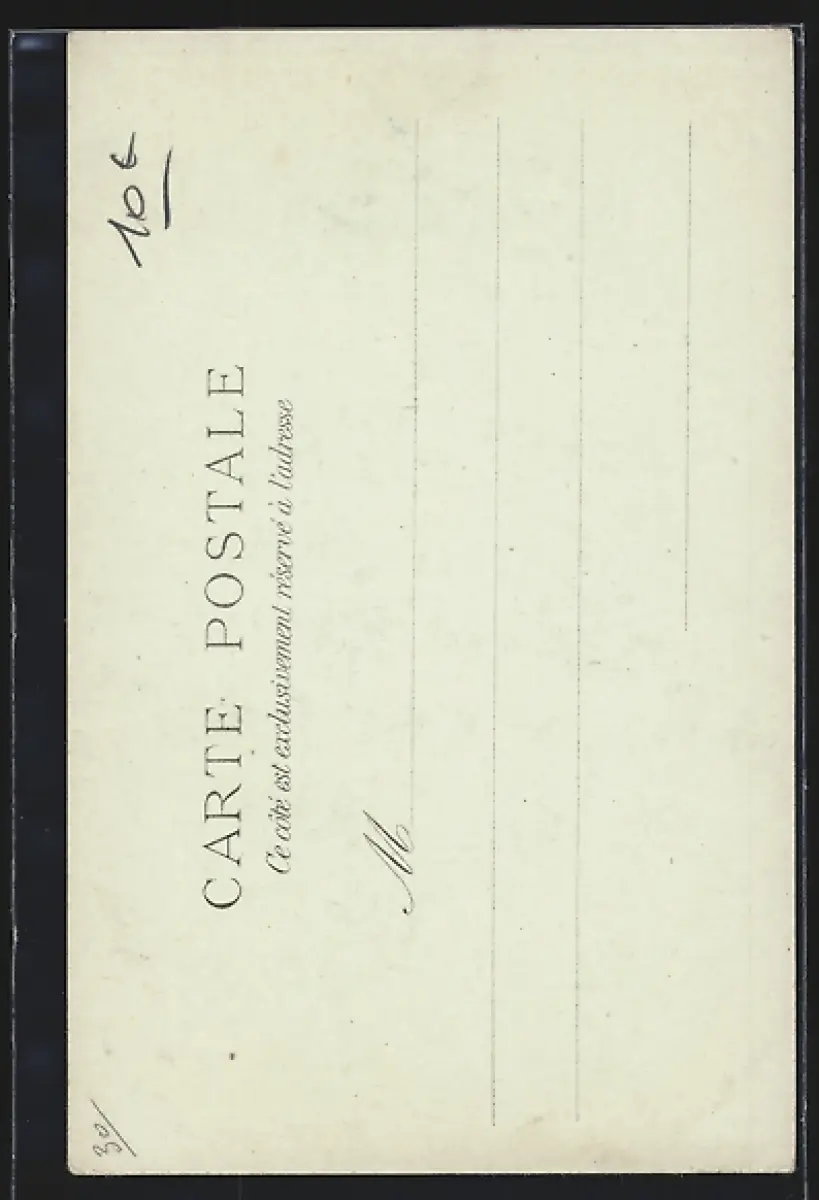 10€
CARTE POSTALE
Ce côté est exclusivement réservé à l'adresse
M
30/